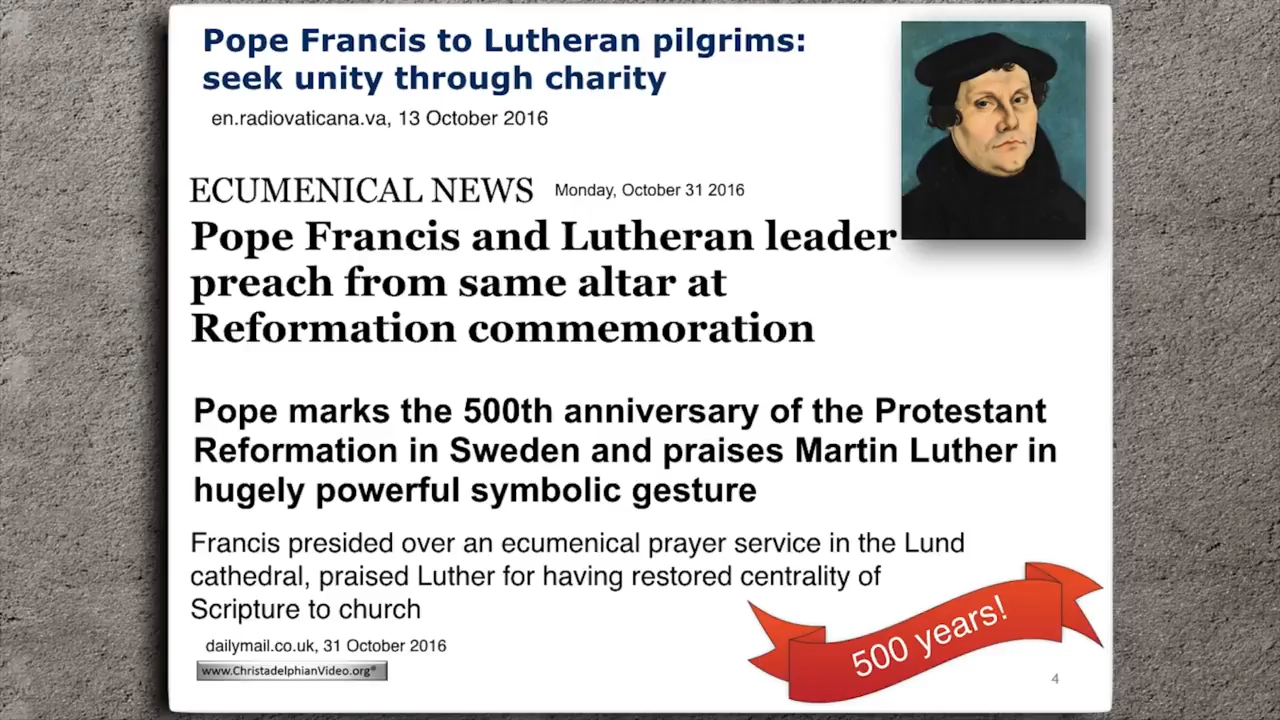 Pope Francis to Lutheran pilgrims:
seek unity through charity
en.radiovaticana.va, 13 October 2016
ECUMENICAL NEWS Monday, October 31 2016
Pope Francis and Lutheran leader
preach from same altar at
Reformation commemoration
Pope marks the 500th anniversary of the Protestant
Reformation in Sweden and praises Martin Luther in
hugely powerful symbolic gesture
Francis presided over an ecumenical prayer service in the Lund
cathedral, praised Luther for having restored centrality of
Scripture to church
dailymail.co.uk, 31 October 2016
www.ChristadelphianVideo.org®
500 years!
4